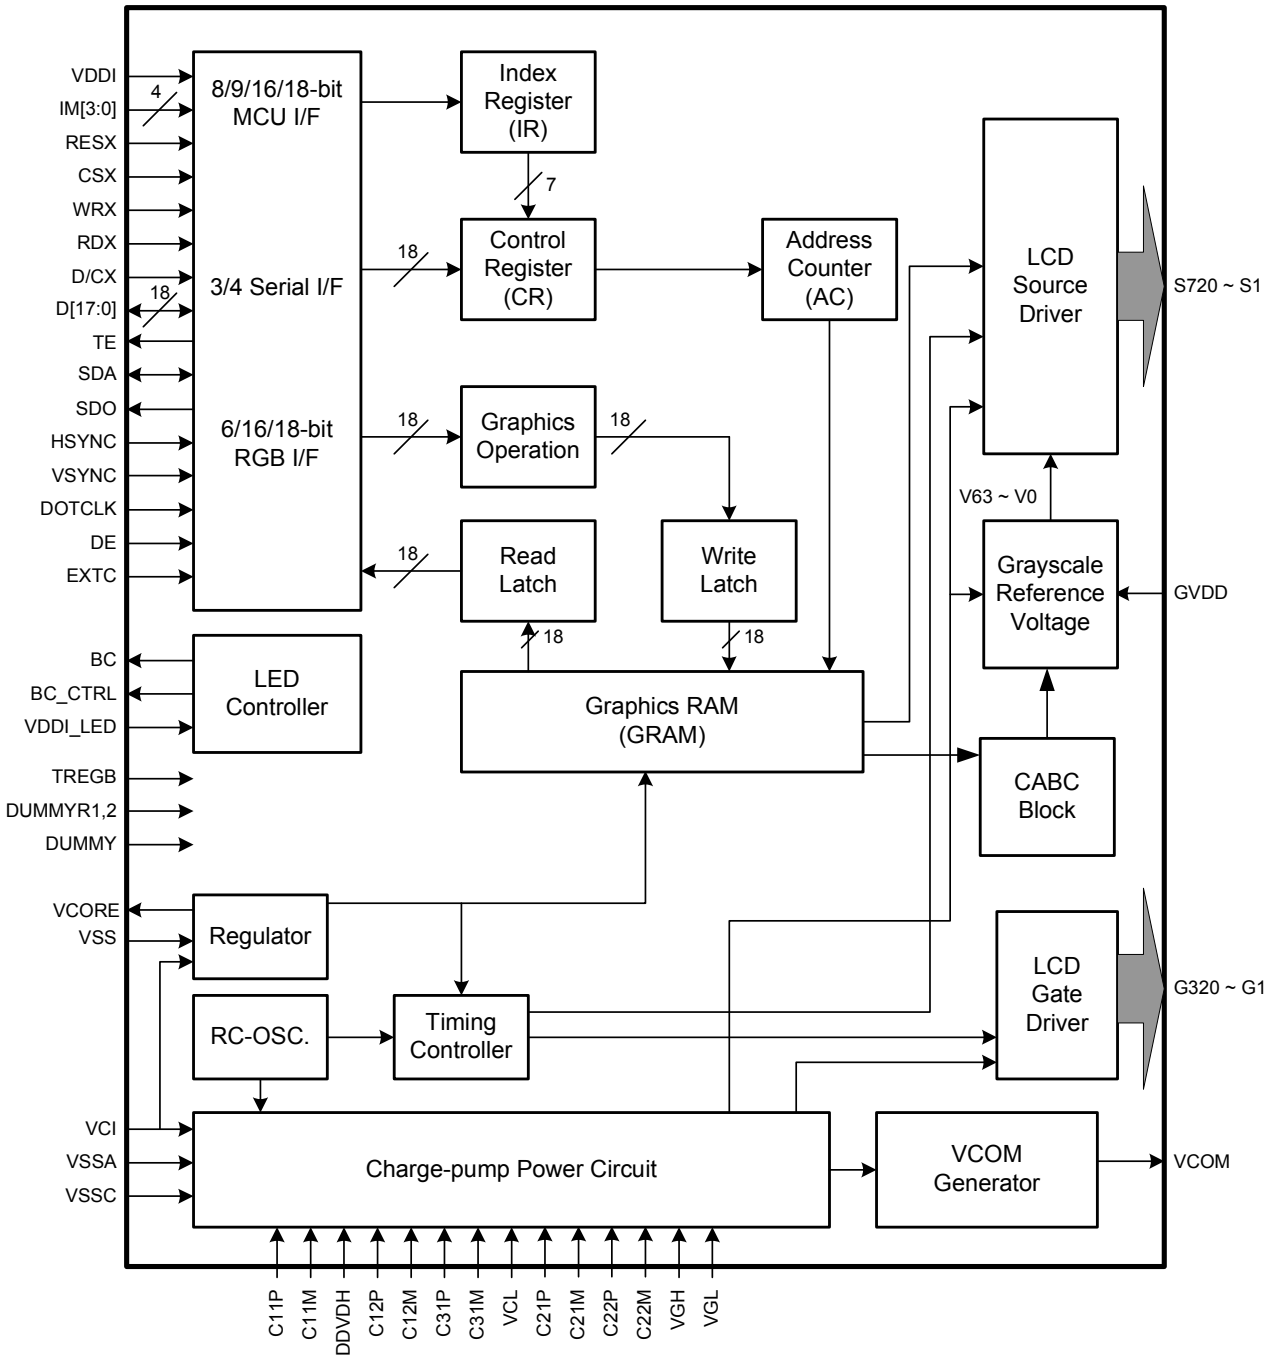 VDDI
IM[3:0]
4
RESX
CSX
WRX
RDX
D/CX
D[17:0]
18
TE
SDA
SDO
HSYNC
VSYNC
DOTCLK
DE
EXTC
BC
BC_CTRL
VDDI_LED
TREGB
DUMMYR1,2
DUMMY
VCORE
VSS
VCI
VSSA
VSSC
8/9/16/18-bit
MCU I/F
3/4 Serial I/F
6/16/18-bit
RGB I/F
LED
Controller
Regulator
RC-OSC.
Index
Register
(IR)
7
18
Control
Register
(CR)
Address
Counter
(AC)
18
Graphics
Operation
18
18
Read
Latch
Write
Latch
18
18
Graphics RAM
(GRAM)
Timing
Controller
Charge-pump Power Circuit
VCOM
Generator
LCD
Source
Driver
V63 ~ V0
Grayscale
Reference
Voltage
CABC
Block
LCD
Gate
Driver
S720 ~ S1
GVDD
G320 ~ G1
VCOM
C11P
C11M
DDVDH
C12P
C12M
C31P
C31M
VCL
C21P
C21M
C22P
C22M
VGH
VGL